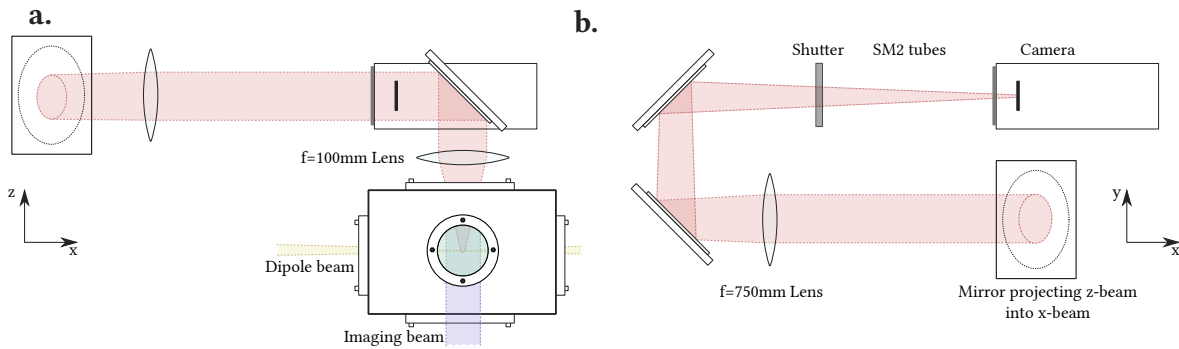 a.
f=100mm Lens
z
x
Dipole beam
Imaging beam
b.
Shutter
SM2 tubes
Camera
y
x
f=750mm Lens
Mirror projecting z-beam
into x-beam